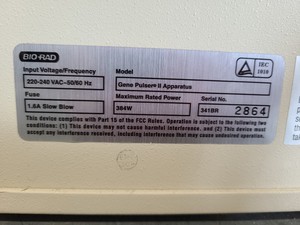 BIO-RAD
IEC
1010
Input Voltage/Frequency
Model
220-240 VAC~50/60 Hz
Gene Pulser® II Apparatus
Fuse
Maximum Rated Power
Serial No.
1.6A Slow Blow
384W
341BR 2864
This device complies with Part 15 of the FCC Rules. Operation is subject to the following two
conditions: (1) This device may not cause harmful interference, and (2) this device must
accept any interference received, including interference that may cause undesired operation.